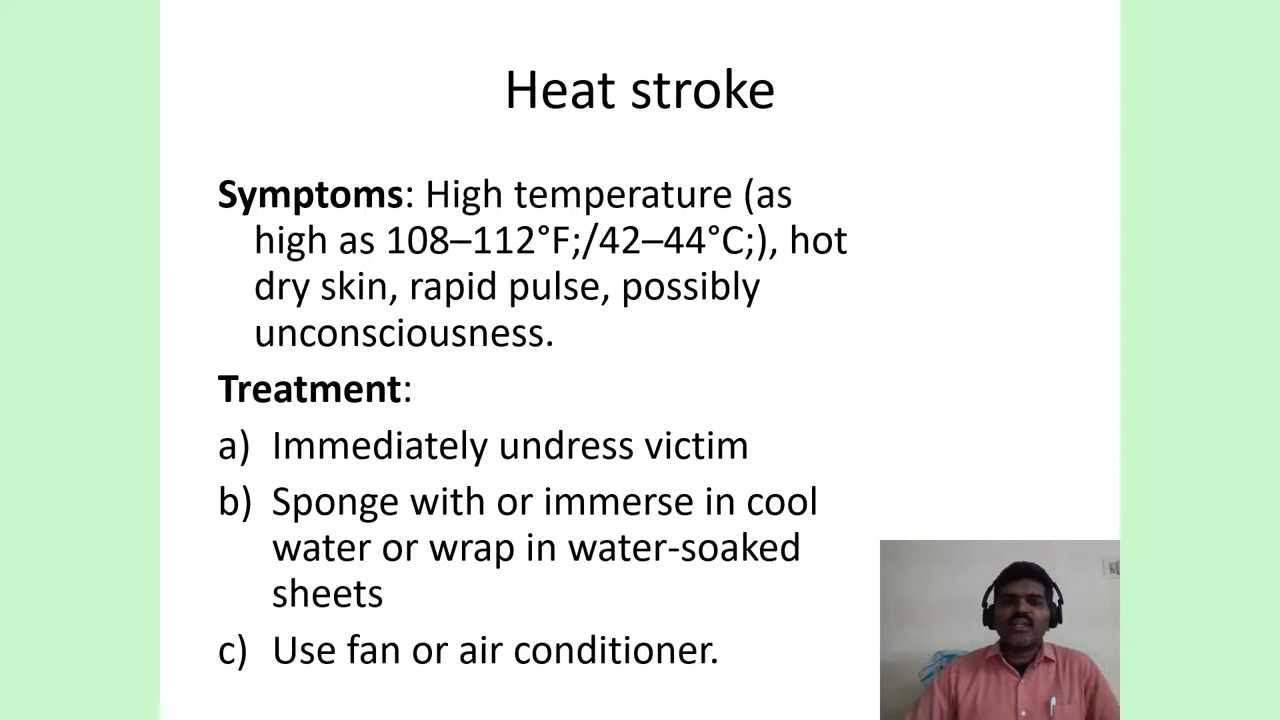 Heat stroke
Symptoms: High temperature (as
high as 108–112°F;/42–44°C;), hot
dry skin, rapid pulse, possibly
unconsciousness.
Treatment:
a) Immediately undress victim
b) Sponge with or immerse in cool
water or wrap in water-soaked
sheets
c) Use fan or air conditioner.